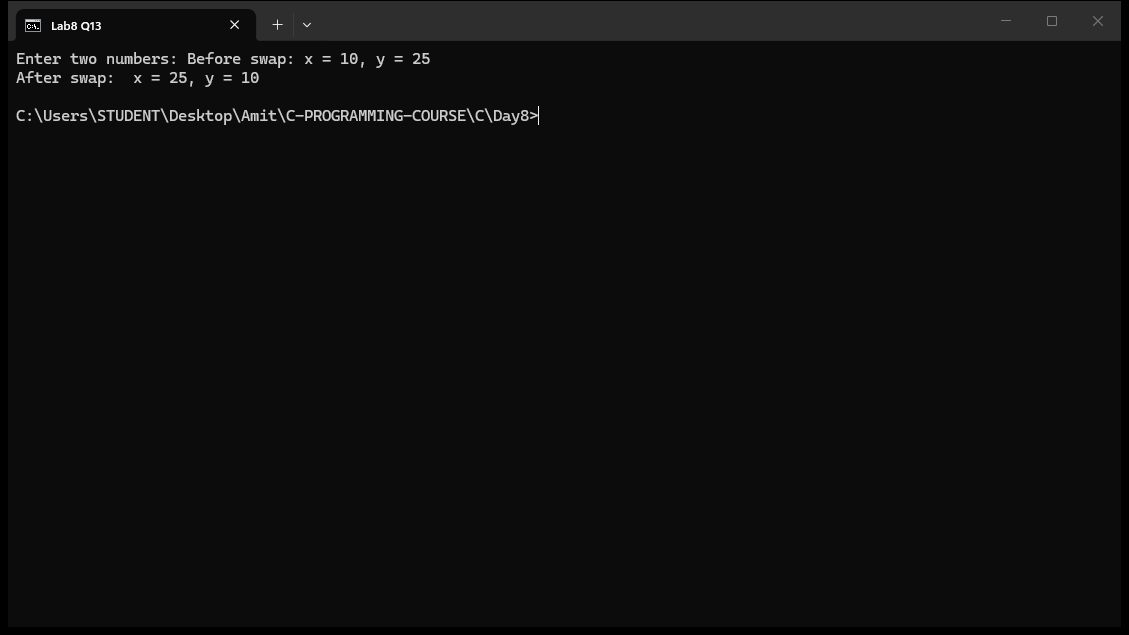 Lab8 Q13
Enter two numbers: Before swap: x = 10, y = 25
After swap:  x = 25, y = 10
C:\Users\STUDENT\Desktop\Amit\C-PROGRAMMING-COURSE\C\Day8>